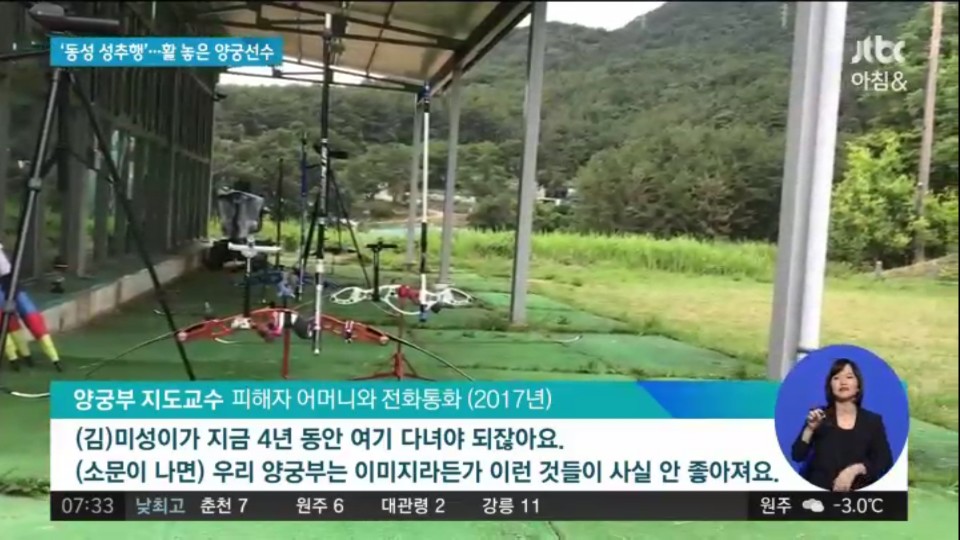 '동성 성추행'…활 놓은 양궁선수
jtbc
아침&
양궁부 지도교수 피해자 어머니와 전화통화 (2017년)
(김)미성이가 지금 4년 동안 여기 다녀야 되잖아요.
(소문이 나면) 우리 양궁부는 이미지라든가 이런 것들이 사실 안 좋아져요.
07:33 낮최고 춘천 7 원주 6 대관령 2 강릉 11 원주 -3.0℃